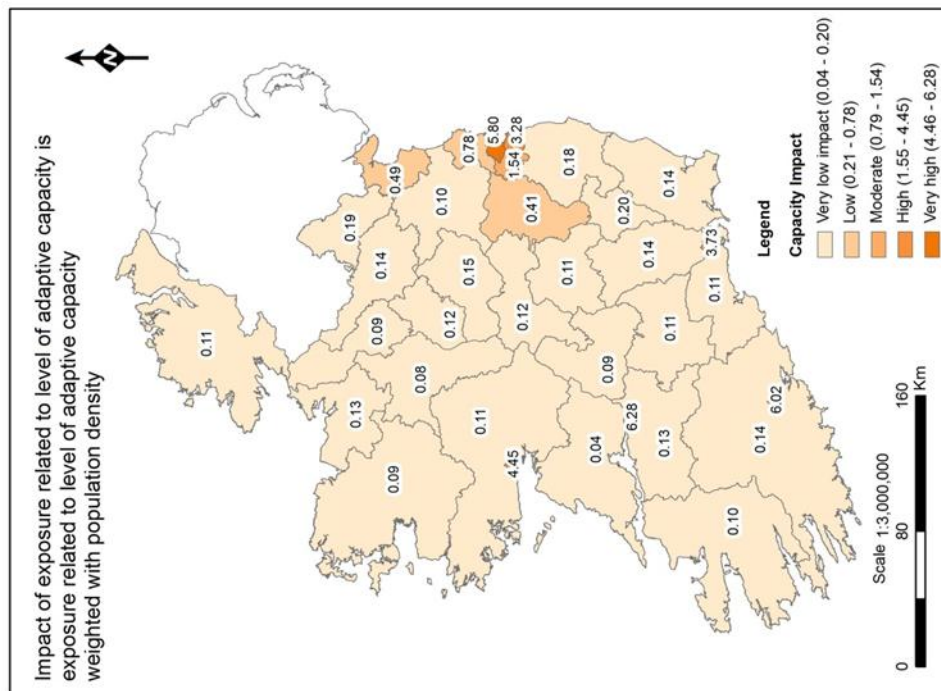 Impact of exposure related to level of adaptive capacity is
exposure related to level of adaptive capacity
weighted with population density
N
0.11
0.49
0.19
0.78
5.80
0.14
0.10
1.54
3.28
0.09
0.15
0.41
0.18
0.13
0.12
0.08
0.12
0.11
0.20
0.14
0.09
0.11
0.14
4.45
0.09
0.11
3.73
0.04
0.11
6.28
0.13
6.02
0.14
0.10
Legend
Capacity Impact
Very low impact (0.04 - 0.20)
Low (0.21 - 0.78)
Moderate (0.79 - 1.54)
High (1.55 - 4.45)
Very high (4.46 - 6.28)
Scale 1:3,000,000
0
80
160
Km